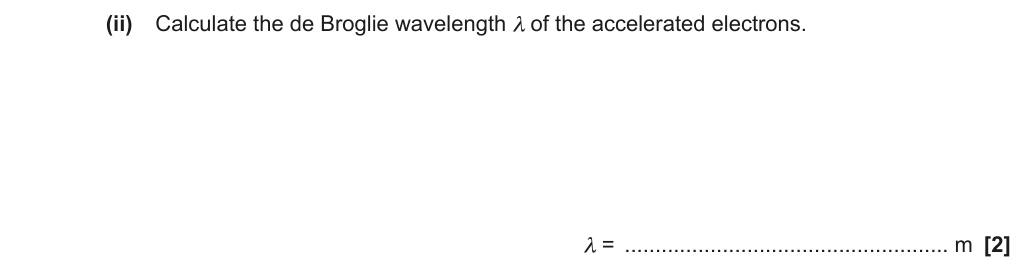 (ii) Calculate the de Broglie wavelength λ of the accelerated electrons.
λ = .................................................... m [2]